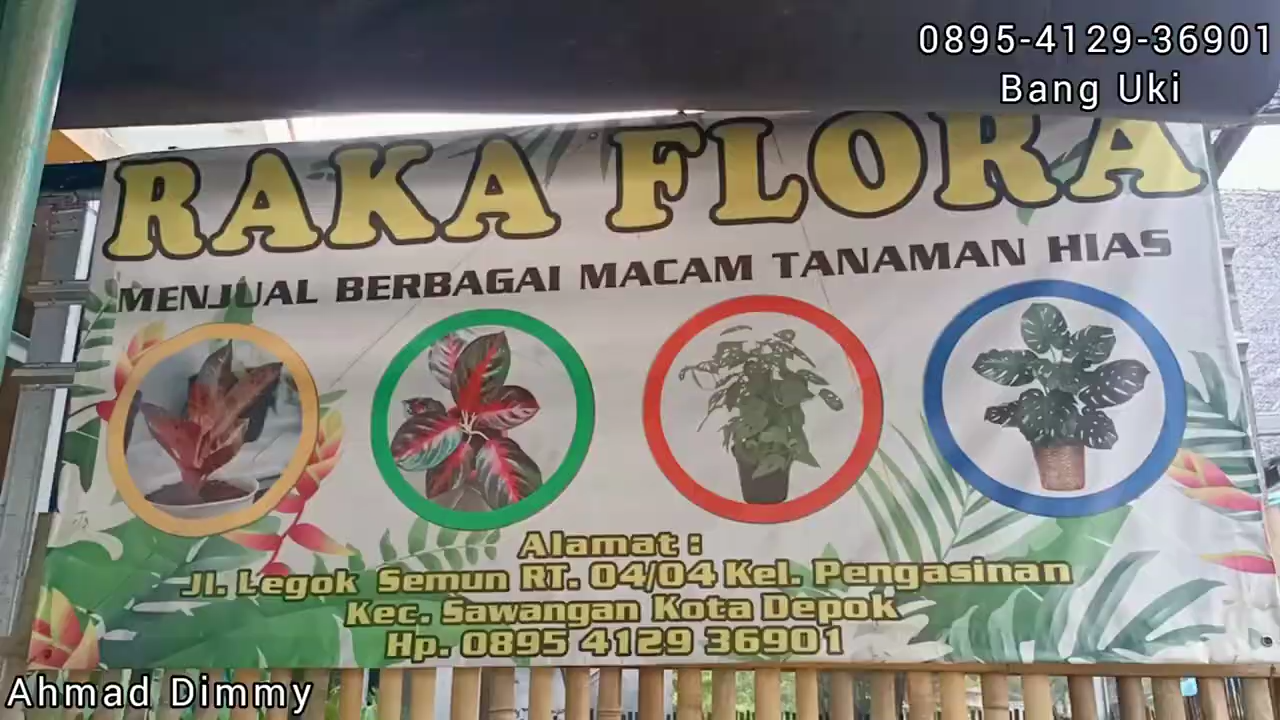 0895-4129-36901
Bang Uki
RAKA FLORA
MENJUAL BERBAGAI MACAM TANAMAN HIAS
Alamat :
Jl. Legok Semun RT. 04/04 Kel. Pengasinan
Kec. Sawangan Kota Depok
Hp. 0895 4129 36901
Ahmad Dimmy